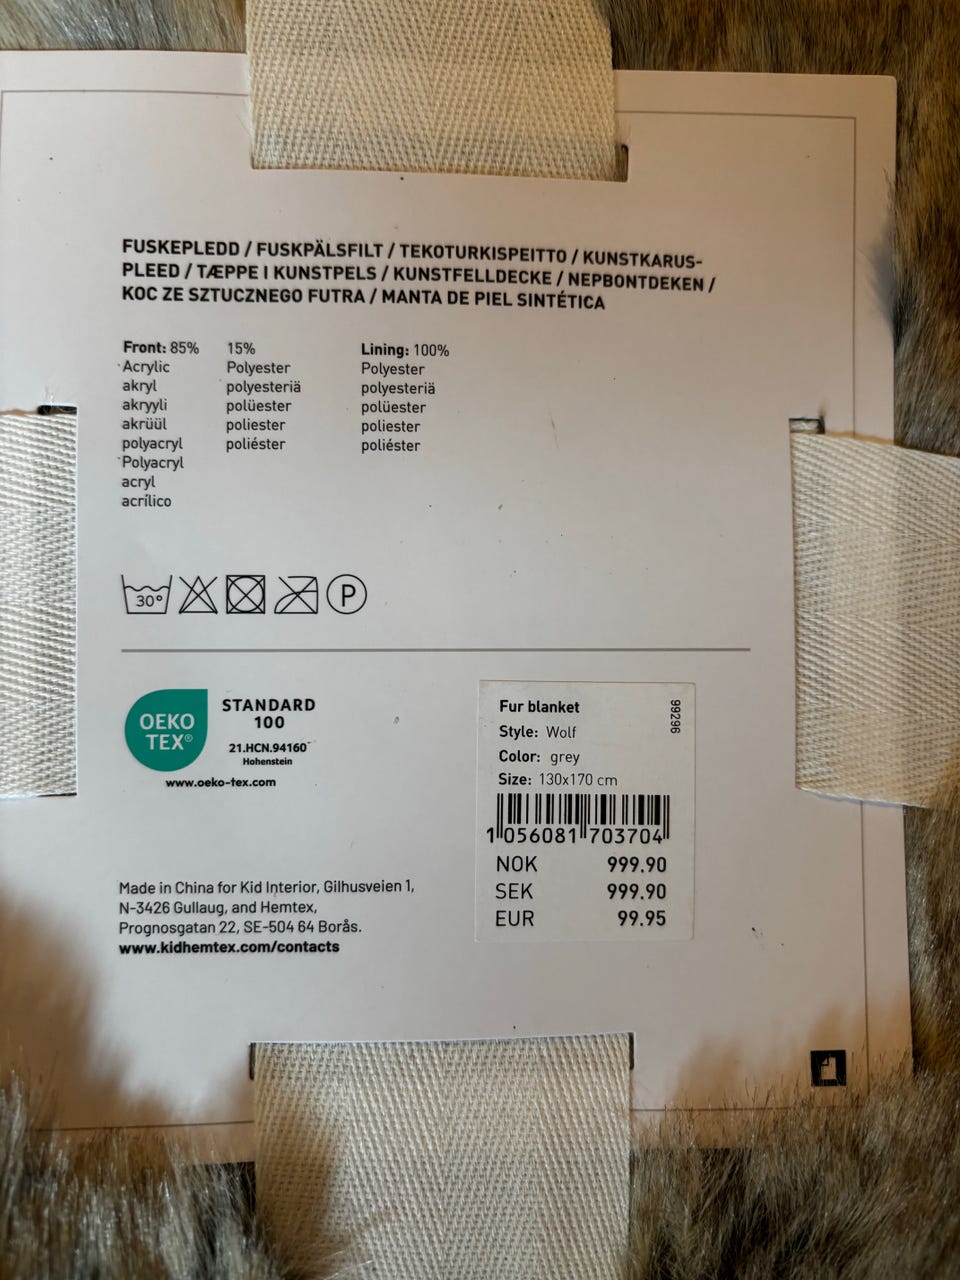 FUSKEPLEDD / FUSKPÄLSFILT / TEKOTURKISPEITTO / KUNSTKARUS-
PLEED / TÆPPE I KUNSTPELS / KUNSTFELLDECKE / NEPBONTDEKEN /
KOC ZE SZTUCZNEGO FUTRA / MANTA DE PIEL SINTÉTICA
Front: 85%
Acrylic
akryl
akryyli
akrüül
polyacryl
Polyacryl
acryl
acrílico
15%
Polyester
polyesteriä
polüester
poliester
poliéster
Lining: 100%
Polyester
polyesteriä
polüester
poliester
poliéster
30°
P
OEKO
TEX®
STANDARD
100
21.HCN.94160
Hohenstein
www.oeko-tex.com
Fur blanket
Style: Wolf
Color: grey
Size: 130x170 cm
99296
1 056081 703704
NOK 999.90
SEK 999.90
EUR 99.95
Made in China for Kid Interior, Gilhusveien 1,
N-3426 Gullaug, and Hemtex,
Prognosgatan 22, SE-504 64 Borås.
www.kidhemtex.com/contacts